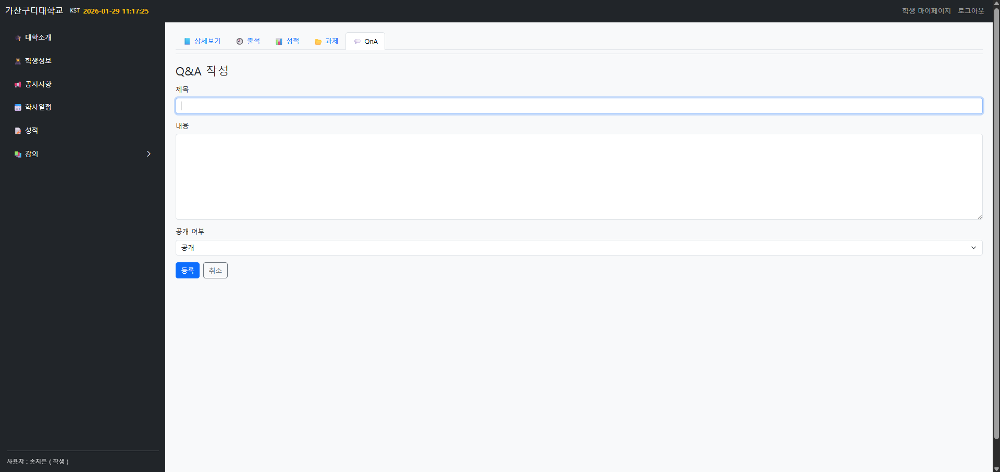 가산구디대학교 KST 2026-01-29 11:17:25 학생 마이페이지 로그아웃
대학소개
학생정보
공지사항
학사일정
성적
강의
사용자 : 송지은 ( 학생 )
상세보기 출석 성적 과제 QnA
Q&A 작성
제목
내용
공개 여부
공개
등록 취소